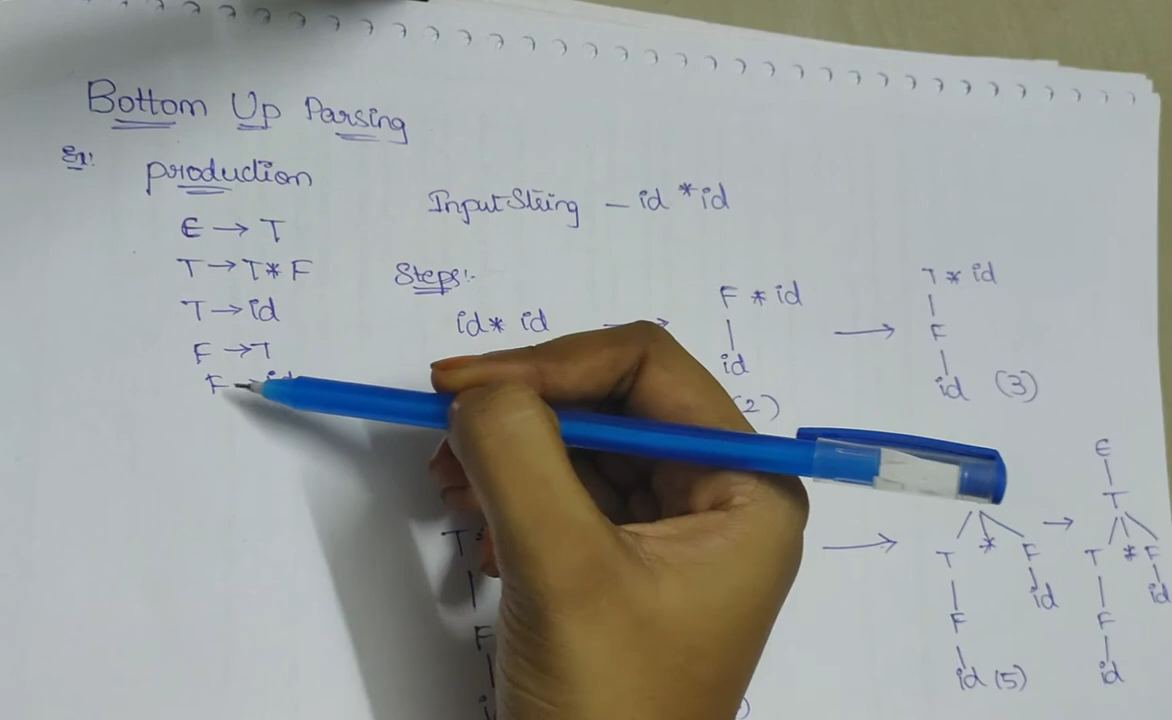 Bottom Up Parsing
Ex:
production
Input String - id * id
E → T
T → T * F
T → id
F → T
F → id
Steps:-
id * id → F * id → T * id
| |
id F
|
id (3)
(2)
E
|
T
T
/ | \ → / | \
→ T * F T * F
| | | |
F id F id
| |
id (5) id
F